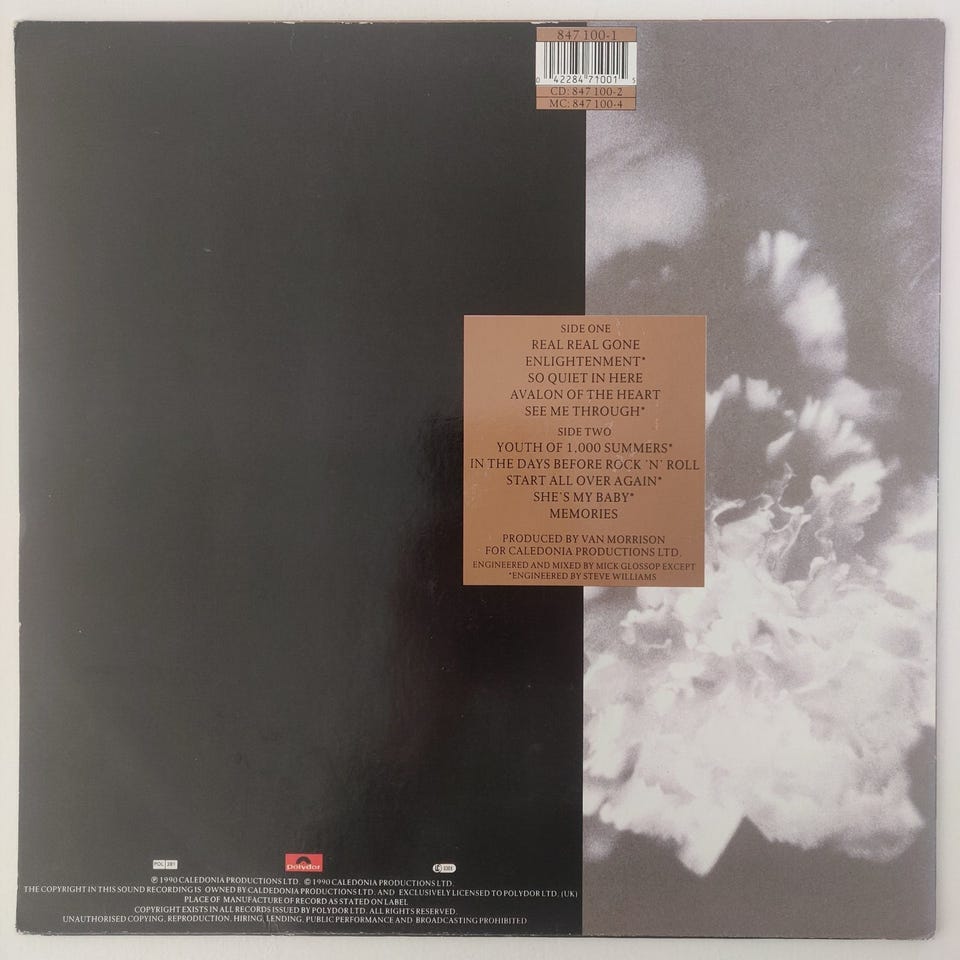 847 100-1
0 42284 71001 5
CD: 847 100-2
MC: 847 100-4
SIDE ONE
REAL REAL GONE
ENLIGHTENMENT*
SO QUIET IN HERE
AVALON OF THE HEART
SEE ME THROUGH*
SIDE TWO
YOUTH OF 1,000 SUMMERS*
IN THE DAYS BEFORE ROCK 'N' ROLL
START ALL OVER AGAIN*
SHE'S MY BABY*
MEMORIES
PRODUCED BY VAN MORRISON
FOR CALEDONIA PRODUCTIONS LTD.
ENGINEERED AND MIXED BY MICK GLOSSOP EXCEPT
*ENGINEERED BY STEVE WILLIAMS
POL 281
Polydor
LC 0309
℗ 1990 CALEDONIA PRODUCTIONS LTD. © 1990 CALEDONIA PRODUCTIONS LTD.
THE COPYRIGHT IN THIS SOUND RECORDING IS OWNED BY CALDEDONIA PRODUCTIONS LTD. AND EXCLUSIVELY LICENSED TO POLYDOR LTD. (UK)
PLACE OF MANUFACTURE OF RECORD AS STATED ON LABEL
COPYRIGHT EXISTS IN ALL RECORDS ISSUED BY POLYDOR LTD. ALL RIGHTS RESERVED.
UNAUTHORISED COPYING, REPRODUCTION, HIRING, LENDING, PUBLIC PERFORMANCE AND BROADCASTING PROHIBITED